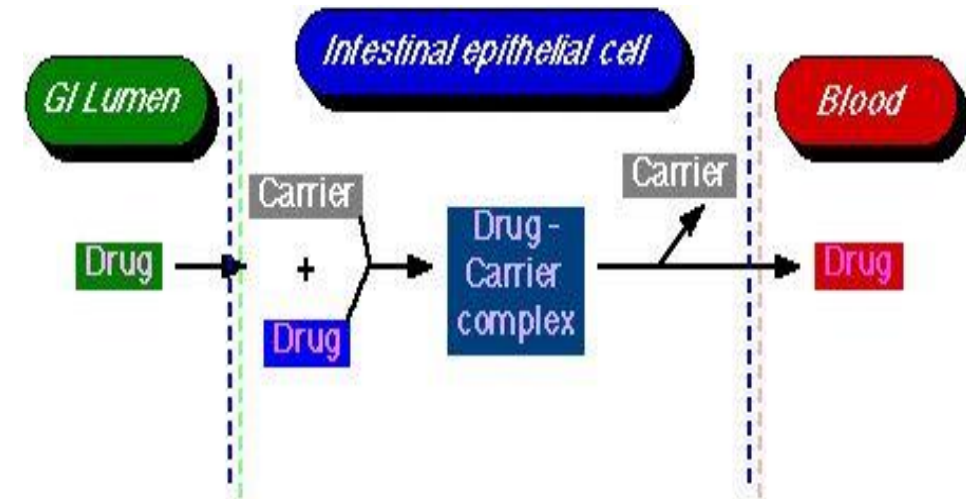 Intestinal epithelial cell
GI Lumen
Blood
Carrier
Carrier
Drug
+
Drug
Drug -
Carrier
complex
Drug